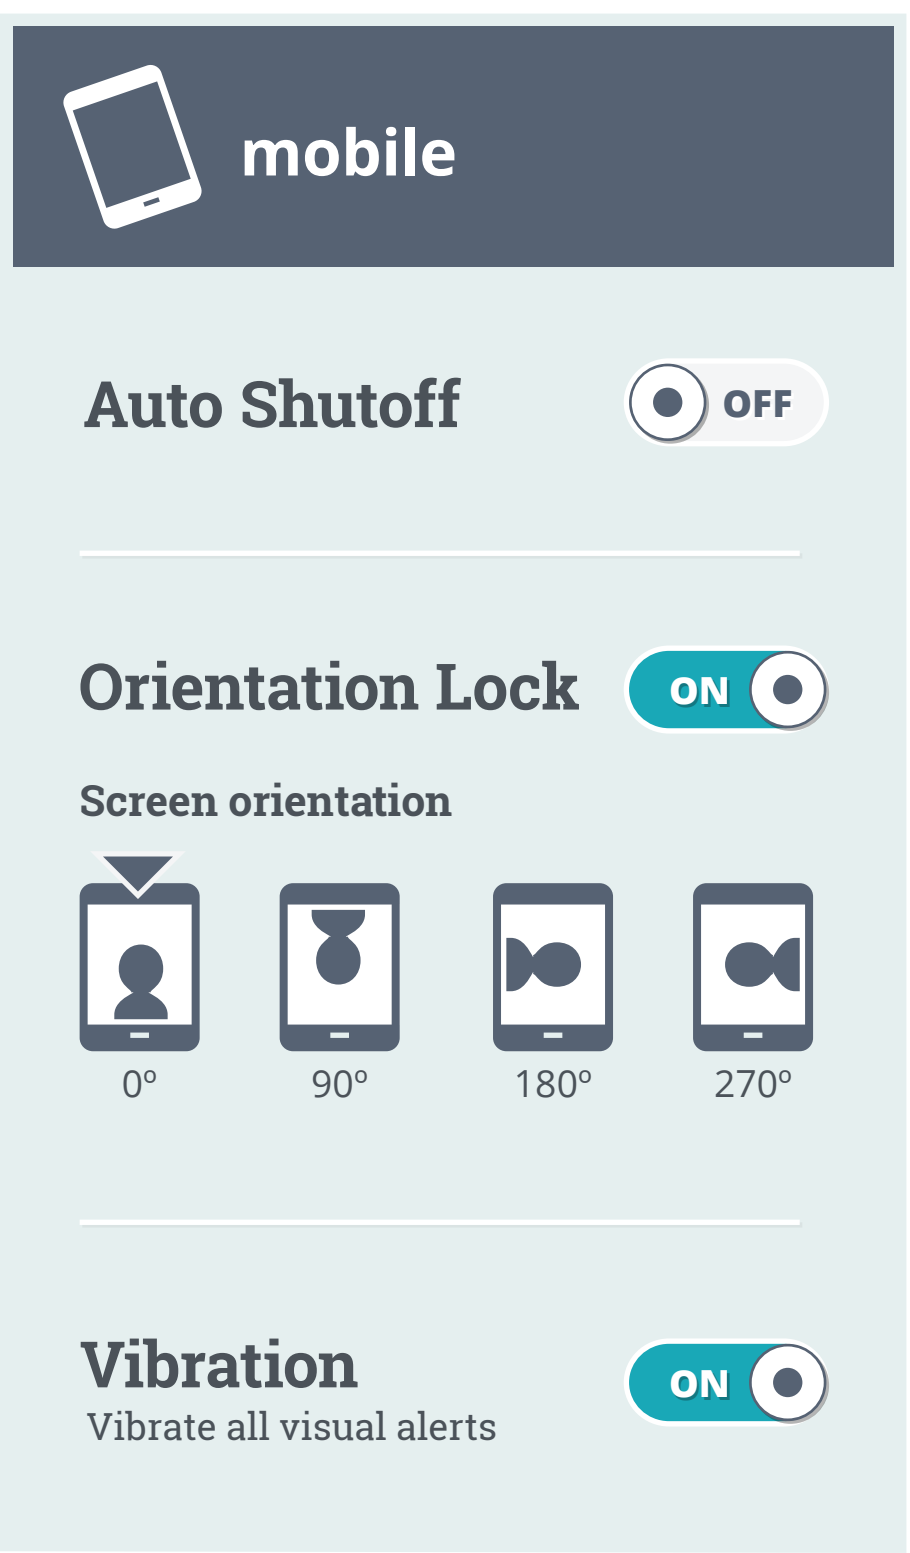 mobile
Auto Shutoff
OFF
Orientation Lock
ON
Screen orientation
0º
90º
180º
270º
Vibration
ON
Vibrate all visual alerts